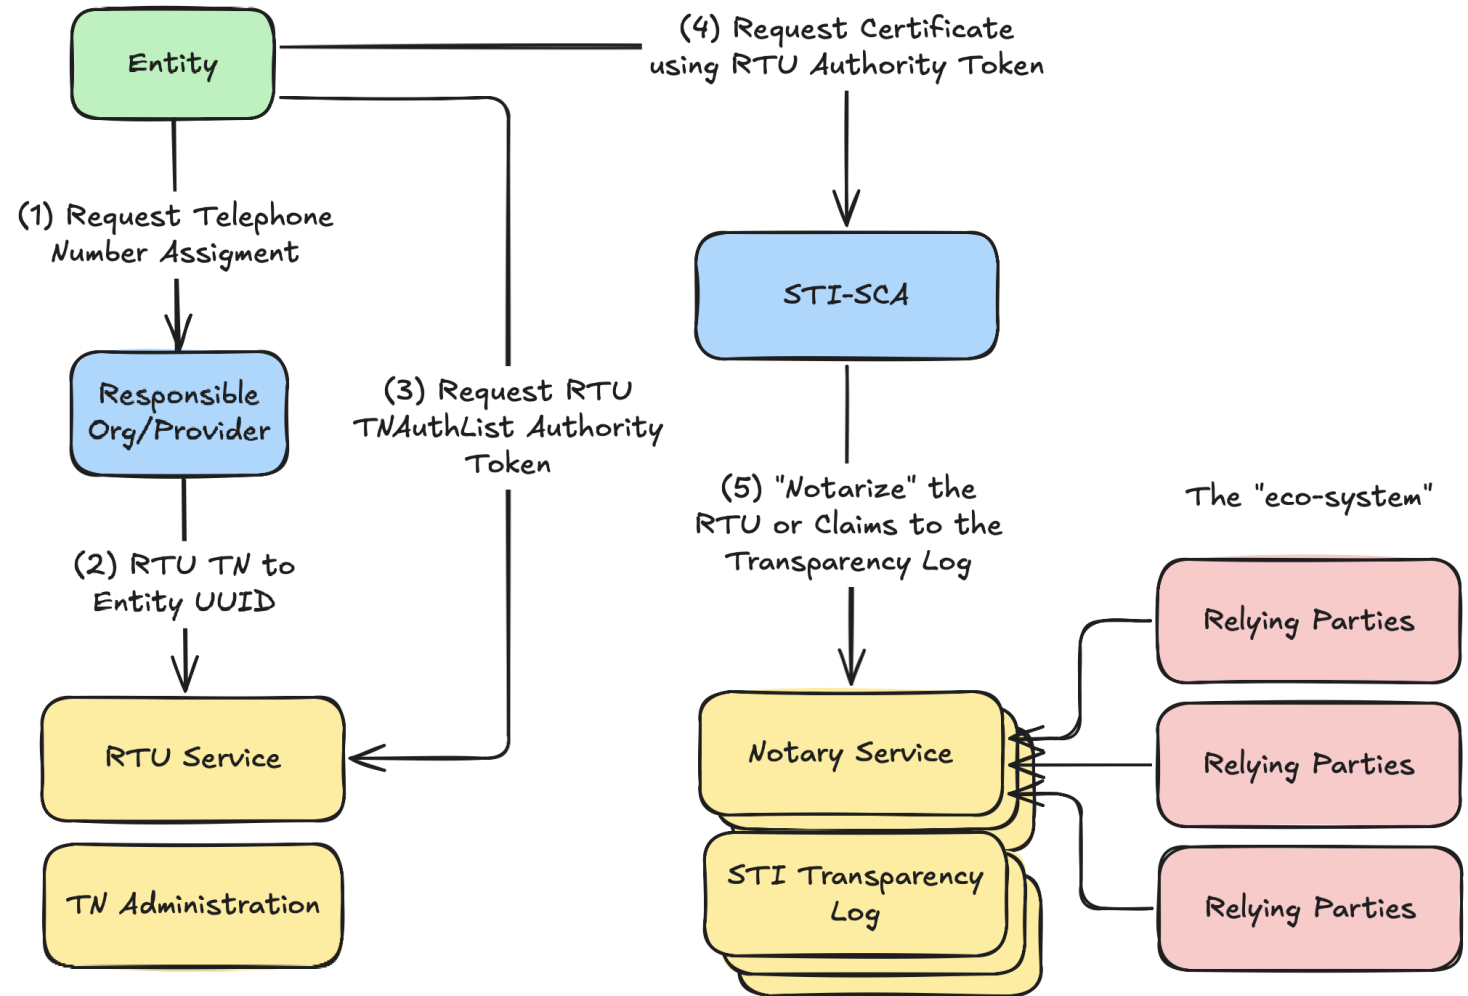 Entity
(4) Request Certificate
using RTU Authority Token
(1) Request Telephone
Number Assigment
STI-SCA
Responsible
Org/Provider
(3) Request RTU
TNAuthList Authority
Token
(5) "Notarize" the
RTU or Claims to the
Transparency Log
The "eco-system"
(2) RTU TN to
Entity UUID
Relying Parties
RTU Service
Notary Service
Relying Parties
TN Administration
STI Transparency
Log
Relying Parties